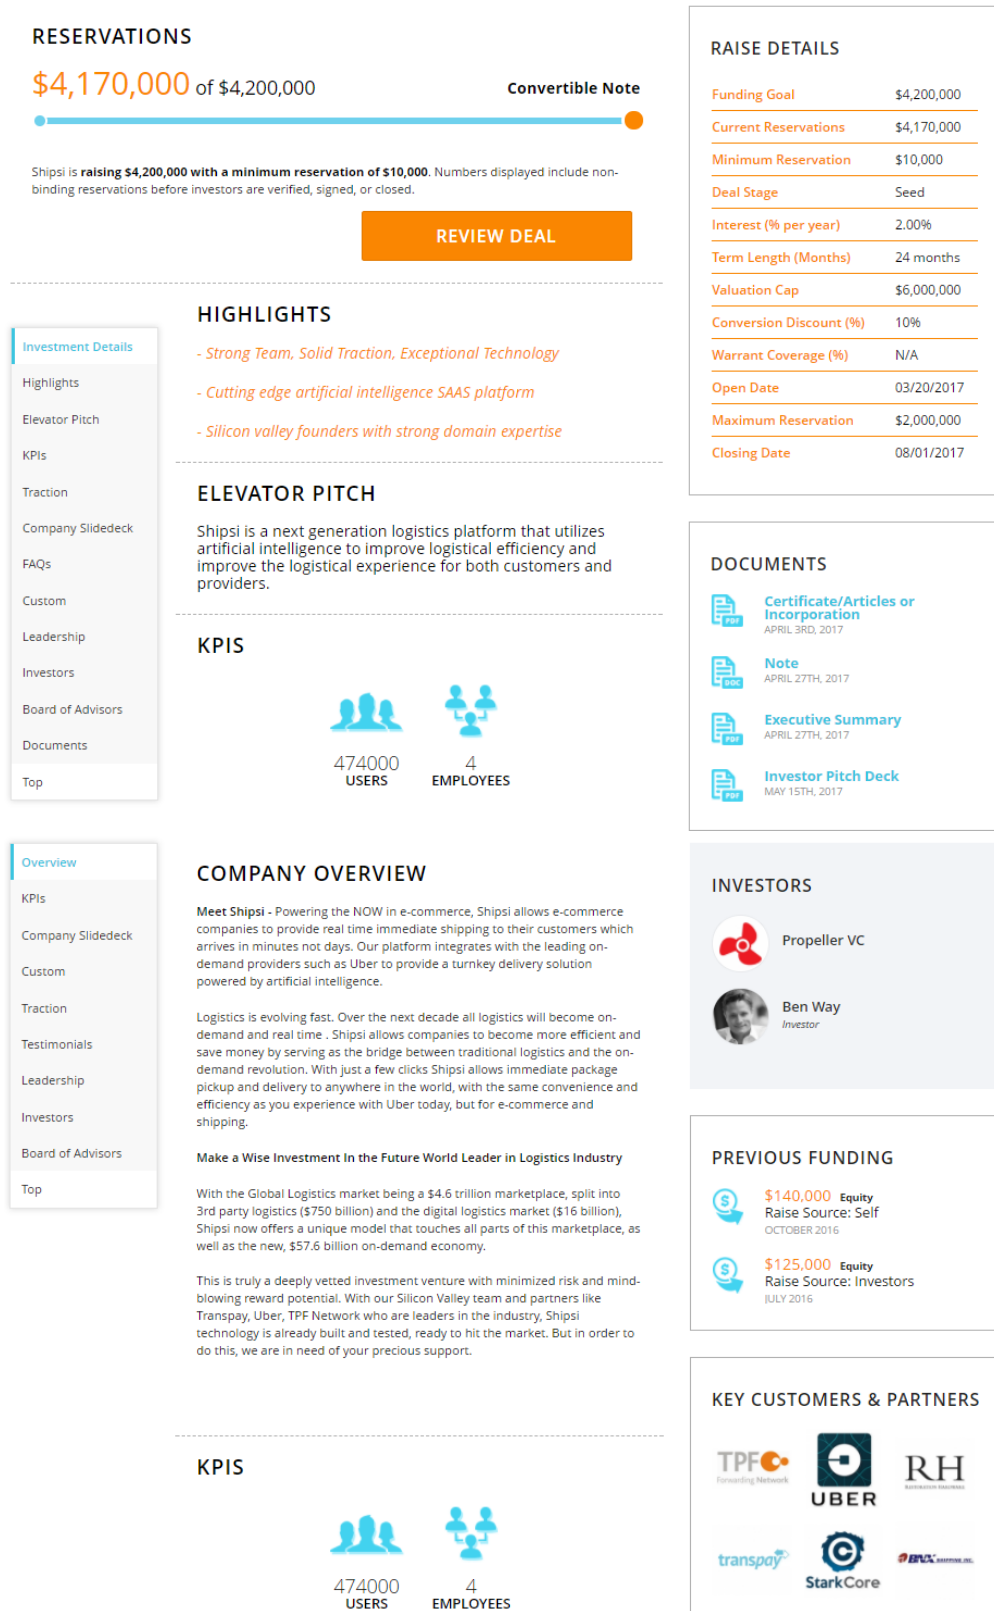 RESERVATIONS
$4,170,000 of $4,200,000
Convertible Note
Shipsi is raising $4,200,000 with a minimum reservation of $10,000. Numbers displayed include non-
binding reservations before investors are verified, signed, or closed.
REVIEW DEAL
Investment Details
Highlights
Elevator Pitch
KPIs
Traction
Company Slidedeck
FAQs
Custom
Leadership
Investors
Board of Advisors
Documents
Top
HIGHLIGHTS
- Strong Team, Solid Traction, Exceptional Technology
- Cutting edge artificial intelligence SAAS platform
- Silicon valley founders with strong domain expertise
ELEVATOR PITCH
Shipsi is a next generation logistics platform that utilizes
artificial intelligence to improve logistical efficiency and
improve the logistical experience for both customers and
providers.
KPIS
474000
USERS
4
EMPLOYEES
Overview
KPIs
Company Slidedeck
Custom
Traction
Testimonials
Leadership
Investors
Board of Advisors
Top
COMPANY OVERVIEW
Meet Shipsi - Powering the NOW in e-commerce, Shipsi allows e-commerce
companies to provide real time immediate shipping to their customers which
arrives in minutes not days. Our platform integrates with the leading on-
demand providers such as Uber to provide a turnkey delivery solution
powered by artificial intelligence.
Logistics is evolving fast. Over the next decade all logistics will become on-
demand and real time . Shipsi allows companies to become more efficient and
save money by serving as the bridge between traditional logistics and the on-
demand revolution. With just a few clicks Shipsi allows immediate package
pickup and delivery to anywhere in the world, with the same convenience and
efficiency as you experience with Uber today, but for e-commerce and
shipping.
Make a Wise Investment In the Future World Leader in Logistics Industry
With the Global Logistics market being a $4.6 trillion marketplace, split into
3rd party logistics ($750 billion) and the digital logistics market ($16 billion),
Shipsi now offers a unique model that touches all parts of this marketplace, as
well as the new, $57.6 billion on-demand economy.
This is truly a deeply vetted investment venture with minimized risk and mind-
blowing reward potential. With our Silicon Valley team and partners like
Transpay, Uber, TPF Network who are leaders in the industry, Shipsi
technology is already built and tested, ready to hit the market. But in order to
do this, we are in need of your precious support.
KPIS
474000
USERS
4
EMPLOYEES
RAISE DETAILS
Funding Goal $4,200,000
Current Reservations $4,170,000
Minimum Reservation $10,000
Deal Stage Seed
Interest (% per year) 2.00%
Term Length (Months) 24 months
Valuation Cap $6,000,000
Conversion Discount (%) 10%
Warrant Coverage (%) N/A
Open Date 03/20/2017
Maximum Reservation $2,000,000
Closing Date 08/01/2017
DOCUMENTS
PDF
Certificate/Articles or
Incorporation
APRIL 3RD, 2017
DOC
Note
APRIL 27TH, 2017
PDF
Executive Summary
APRIL 27TH, 2017
PDF
Investor Pitch Deck
MAY 15TH, 2017
INVESTORS
Propeller VC
Ben Way
Investor
PREVIOUS FUNDING
$140,000 Equity
Raise Source: Self
OCTOBER 2016
$125,000 Equity
Raise Source: Investors
JULY 2016
KEY CUSTOMERS & PARTNERS
TPF
Forwarding Network
UBER
RH
RESTORATION HARDWARE
transpay
StarkCore
BNX SHIPPING INC.